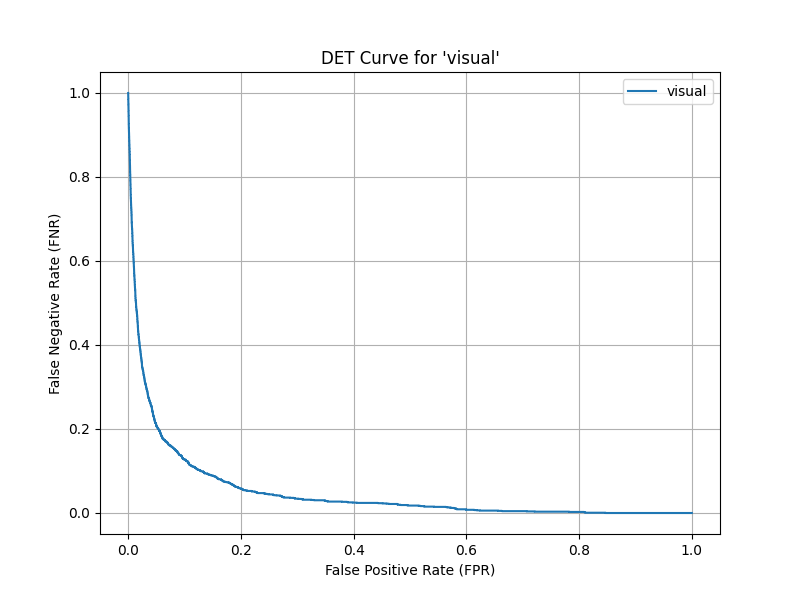 DET Curve for 'visual'
visual
1.0
0.8
0.6
0.4
0.2
0.0
False Negative Rate (FNR)
0.0 0.2 0.4 0.6 0.8 1.0
False Positive Rate (FPR)